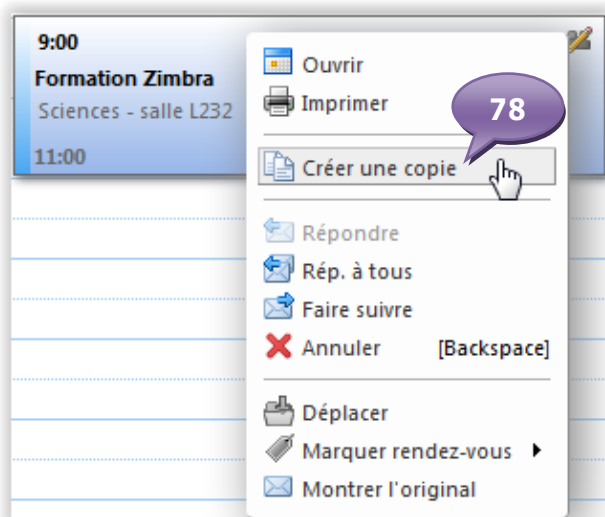 9:00
Formation Zimbra
Sciences - salle L232
11:00
Ouvrir
Imprimer
78
Créer une copie
Répondre
Rép. à tous
Faire suivre
Annuler [Backspace]
Déplacer
Marquer rendez-vous
Montrer l'original